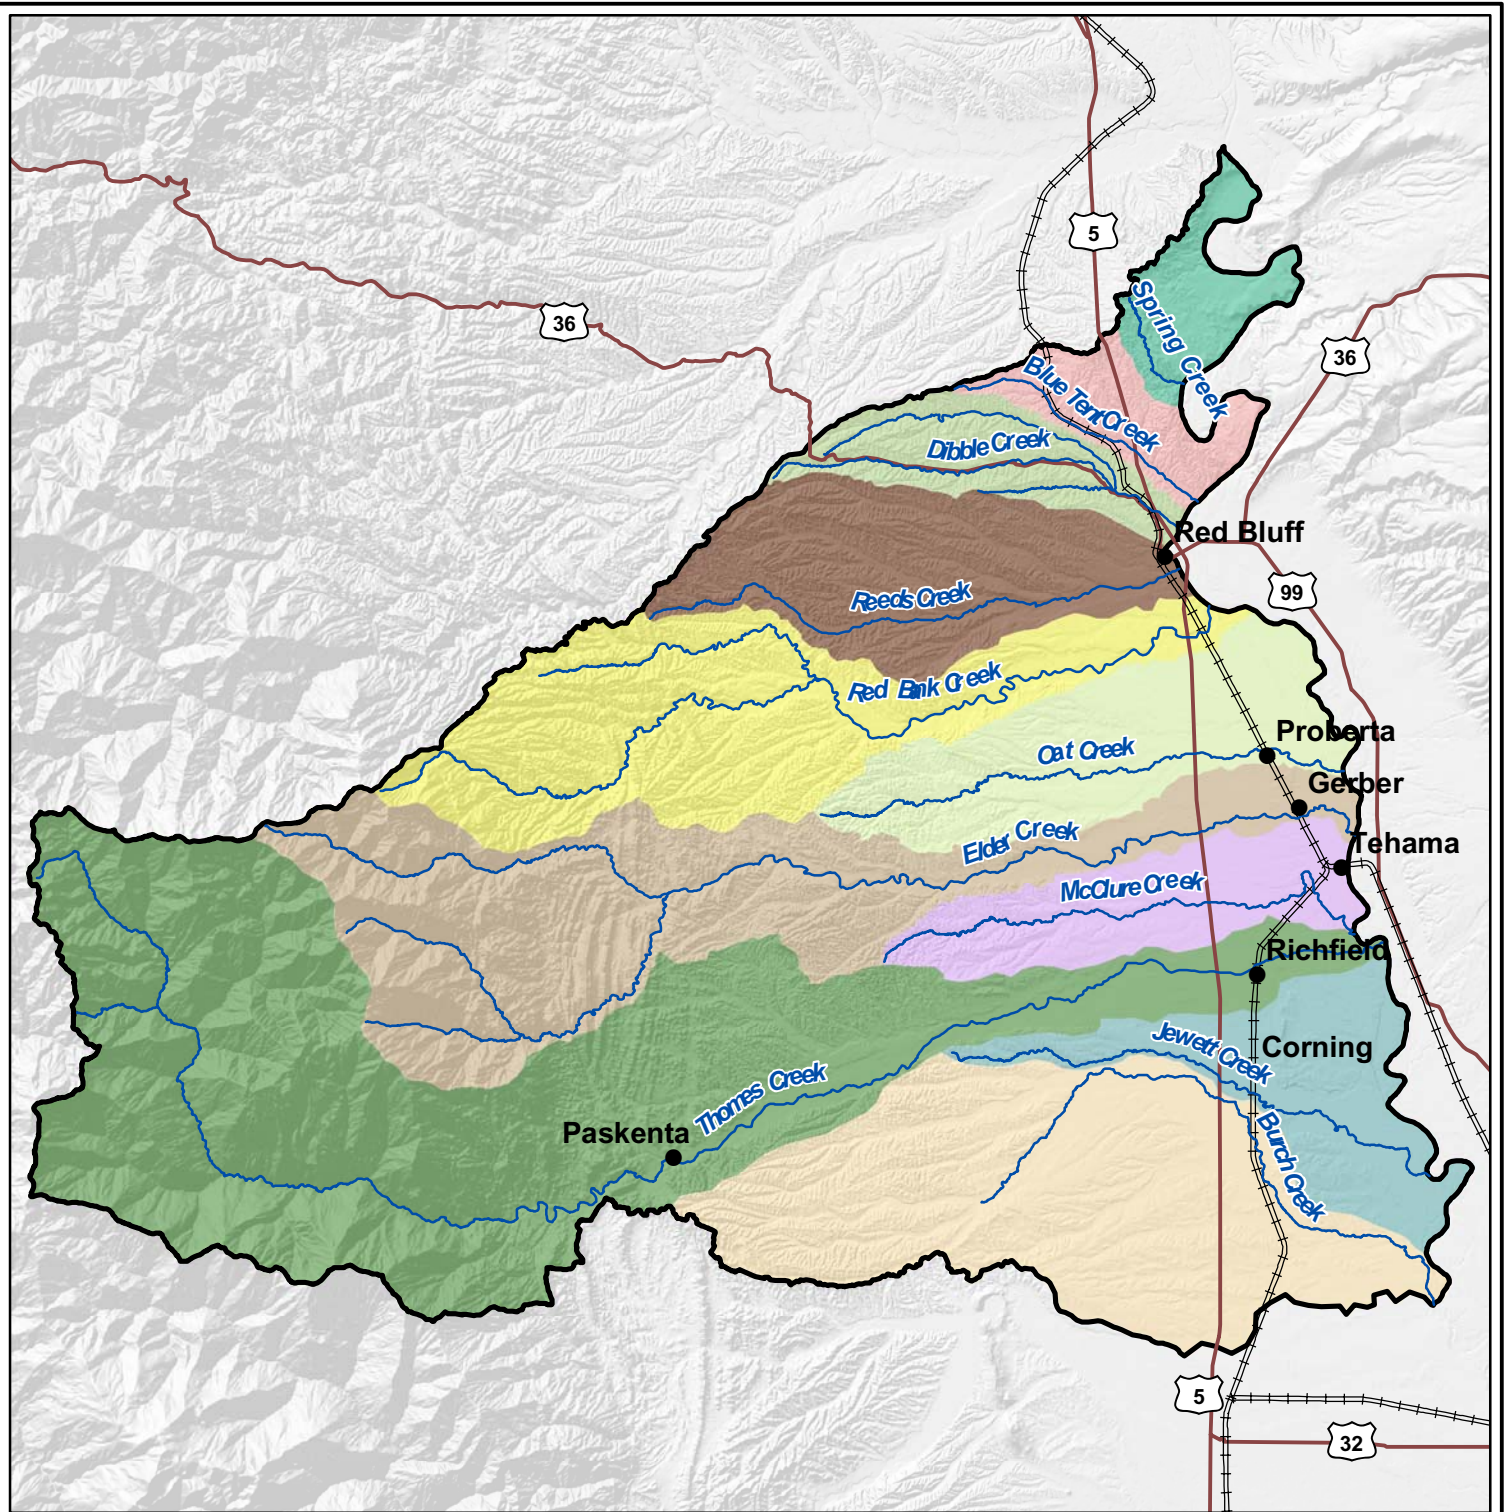 5
Spring Creek
36
36
Blue Tent Creek
Dibble Creek
Red Bluff
99
Reeds Creek
Red Bank Creek
Proberta
Oat Creek
Gerber
Elder Creek
Tehama
McClure Creek
Richfield
Jewett Creek
Corning
Thomes Creek
Paskenta
Burch Creek
5
32